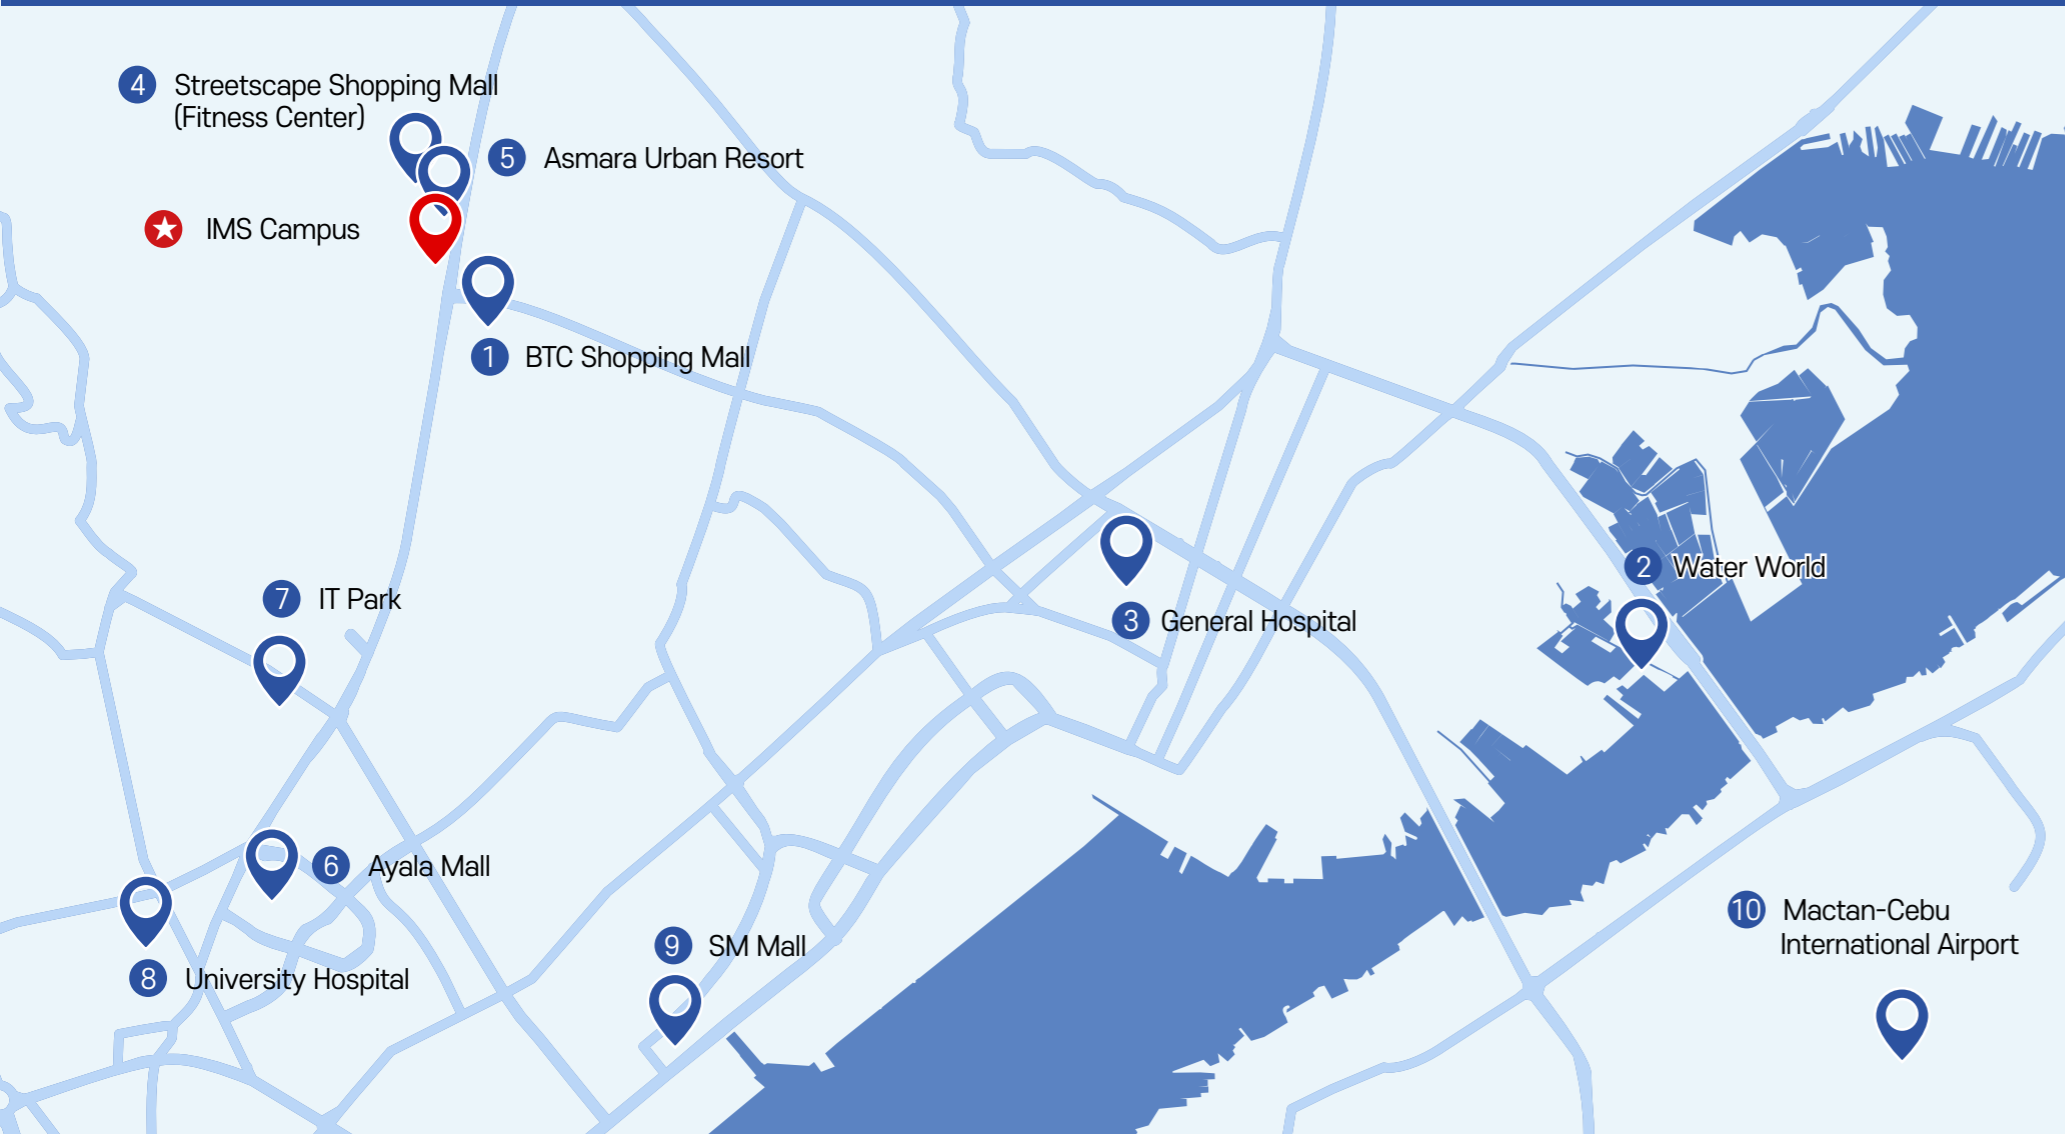 4 Streetscape Shopping Mall
(Fitness Center)
5 Asmara Urban Resort
IMS Campus
1 BTC Shopping Mall
2 Water World
7 IT Park
3 General Hospital
6 Ayala Mall
10 Mactan-Cebu
International Airport
9 SM Mall
8 University Hospital